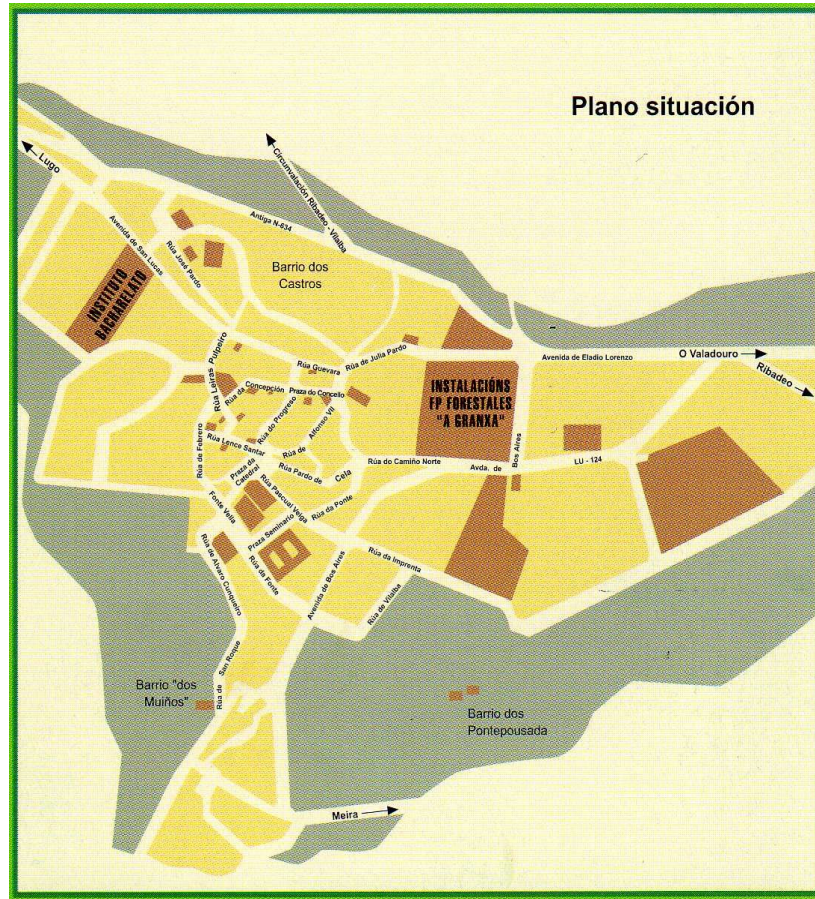 Plano situación
Lugo
Circunvalación Ribadeo - Vilalba
Antiga N-634
Avenida de San Lucas
Rúa José Pardo
Barrio dos
Castros
INSTITUTO
BACHARELATO
Rúa Leiras Pulpeiro
Rúa Guevara
Rúa de Julia Pardo
Avenida de Eladio Lorenzo
O Valadouro
Ribadeo
INSTALACIÓNS
FP FORESTALES
"A GRANXA"
Rúa da Concepción
Praza do Concello
Rúa do Progreso
Rúa de Alfonso VII
Rúa de Febrero
Rúa Lence Santar
Praza da
Catedral
Rúa Pardo de Cela
Rúa do Camiño Norte
Avda. de Bos Aires
LU - 124
Fonte Vella
Rúa Pascual Veiga
Praza Seminario
Rúa da Ponte
Rúa de Alvaro Cunqueiro
Rúa da Fonte
Avenida de Bos Aires
Rúa da Imprenta
Rúa de Vilalba
Rúa de San Roque
Barrio "dos
Muiños"
Barrio dos
Pontepousada
Meira